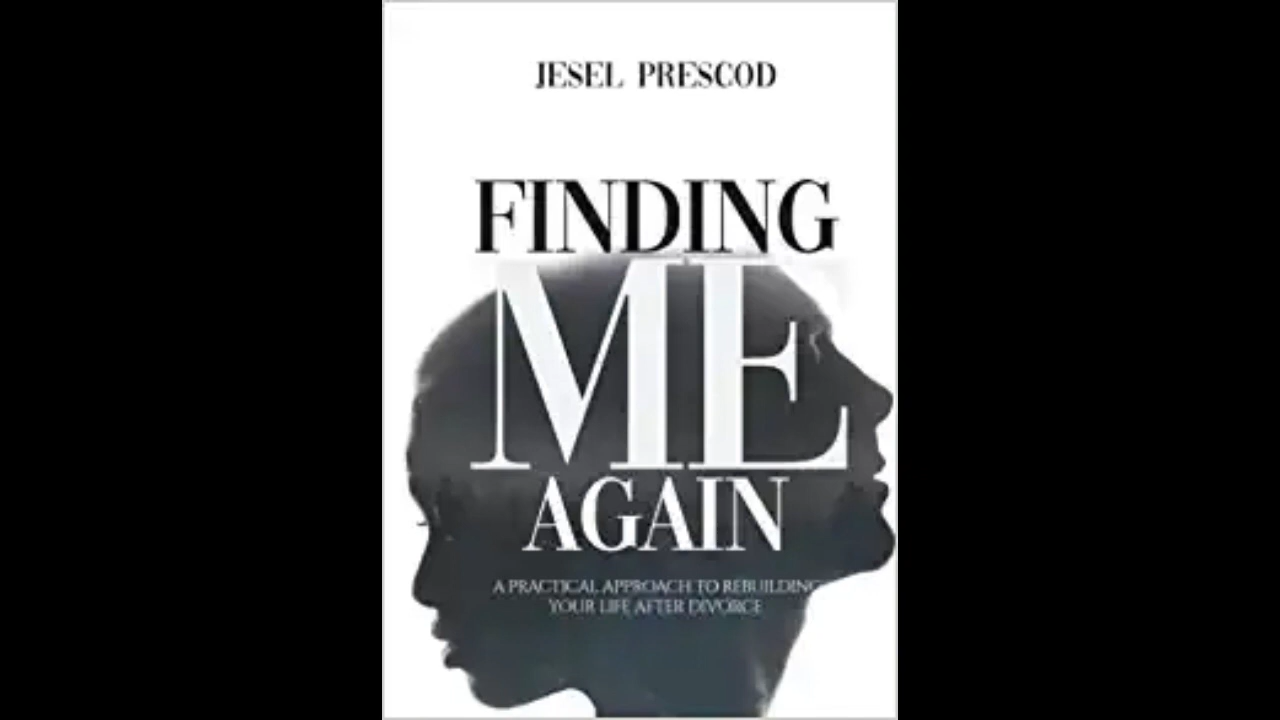 JESEL PRESCOD
FINDING
ME
AGAIN
A PRACTICAL APPROACH TO REBUILDING
YOUR LIFE AFTER DIVORCE